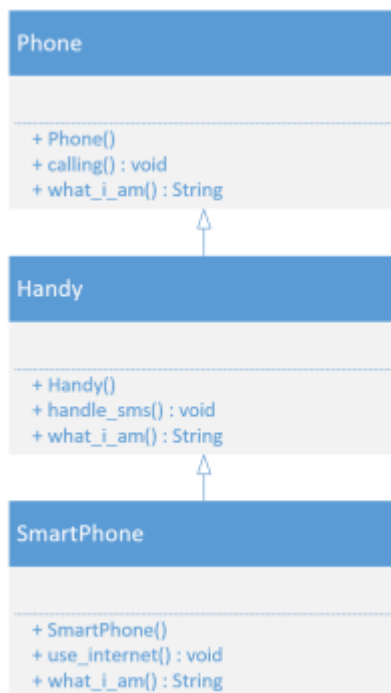 Phone
+ Phone()
+ calling() : void
+ what_i_am() : String
Handy
+ Handy()
+ handle_sms() : void
+ what_i_am() : String
SmartPhone
+ SmartPhone()
+ use_internet() : void
+ what_i_am() : String